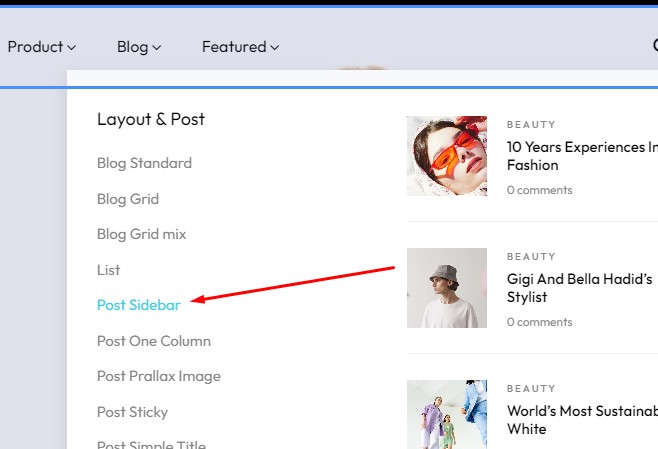 Product
Blog
Featured
Layout & Post
Blog Standard
Blog Grid
Blog Grid mix
List
Post Sidebar
Post One Column
Post Prallax Image
Post Sticky
Post Simple Title
BEAUTY
10 Years Experiences In
Fashion
0 comments
BEAUTY
Gigi And Bella Hadid's
Stylist
0 comments
BEAUTY
World's Most Sustainab
White